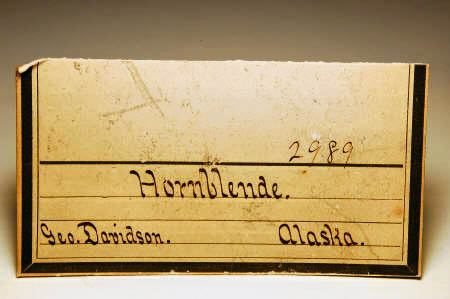 2989
Hornblende.
Geo. Davidson. Alaska.